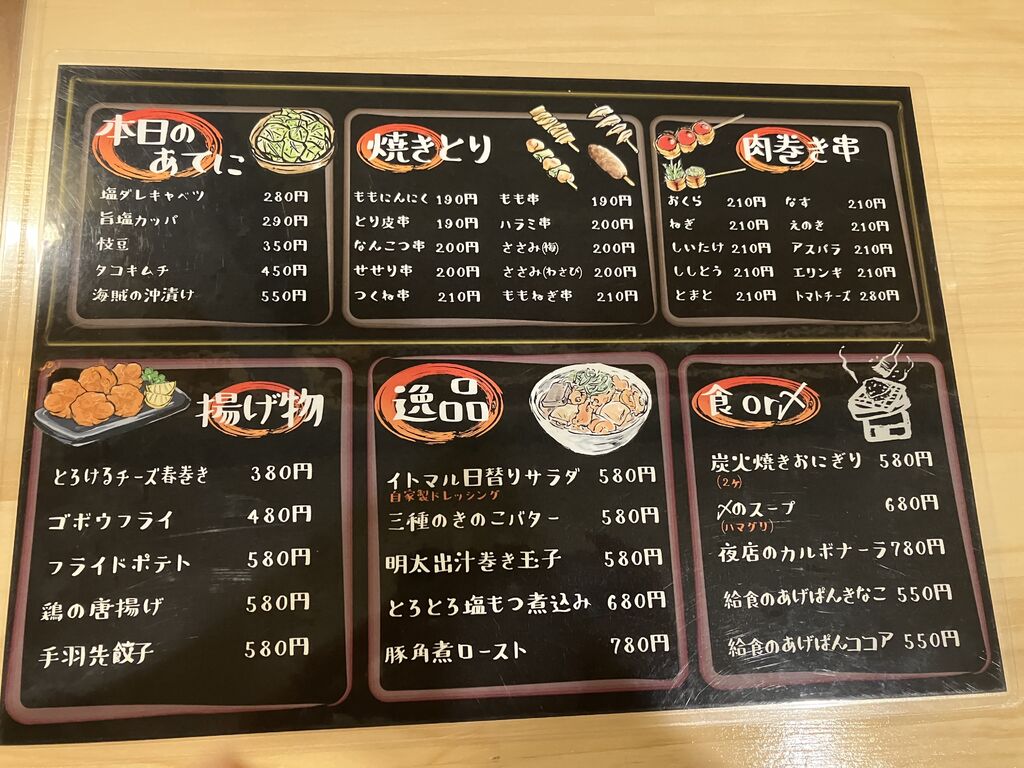 本日の
あてに
塩ダレキャベツ 280円
旨塩カッパ 290円
枝豆 350円
タコキムチ 450円
海賊の沖漬け 550円
焼きとり
ももにんにく 190円 もも串 190円
とり皮串 190円 ハラミ串 200円
なんこつ串 200円 ささみ(梅) 200円
せせり串 200円 ささみ(わさび) 200円
つくね串 210円 ももねぎ串 210円
肉巻き串
おくら 210円 なす 210円
ねぎ 210円 えのき 210円
しいたけ 210円 アスパラ 210円
ししとう 210円 エリンギ 210円
とまと 210円 トマトチーズ 280円
揚げ物
とろけるチーズ春巻き 380円
ゴボウフライ 480円
フライドポテト 580円
鶏の唐揚げ 580円
手羽先餃子 580円
逸品
イトマル日替りサラダ 580円
自家製ドレッシング
三種のきのこバター 580円
明太出汁巻き玉子 580円
とろとろ塩もつ煮込み 680円
豚角煮ロースト 780円
食or〆
炭火焼きおにぎり 580円
(2ケ)
〆のスープ 680円
(ハマグリ)
夜店のカルボナーラ 780円
給食のあげぱんきなこ 550円
給食のあげぱんココア 550円